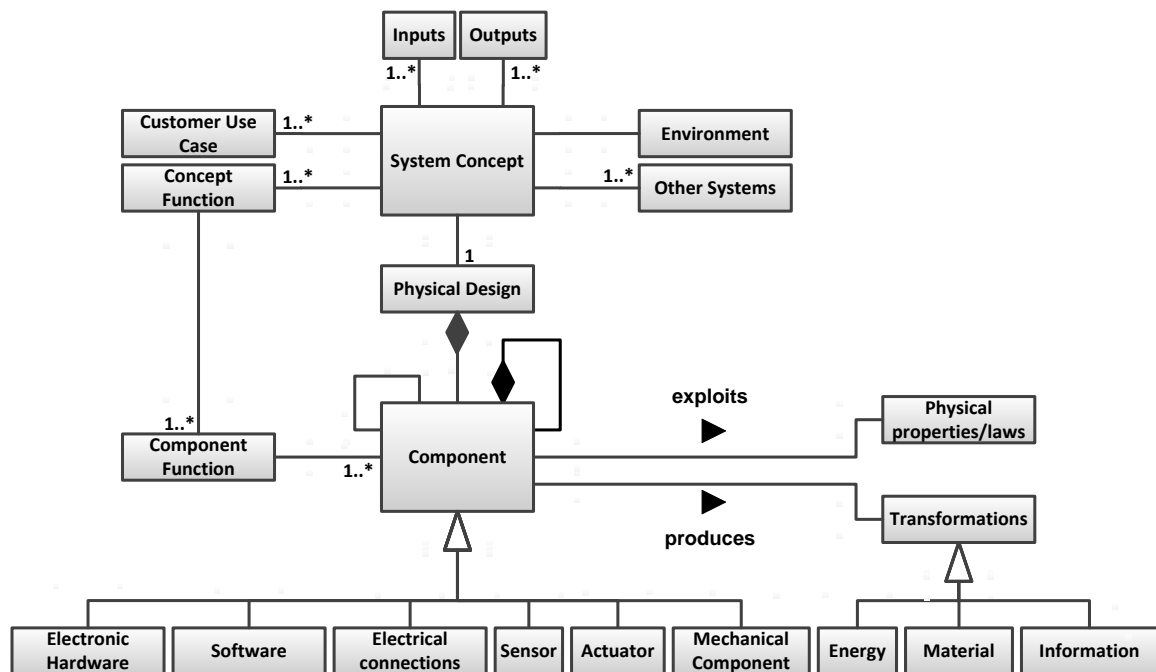 Inputs
Outputs
1..*
1..*
Customer Use
Case
1..*
Environment
System Concept
Concept
Function
1..*
1..*
Other Systems
1
Physical Design
exploits
Physical
properties/laws
1..*
Component
Function
1..*
Component
Transformations
produces
Electronic
Hardware
Software
Electrical
connections
Sensor
Actuator
Mechanical
Component
Energy
Material
Information